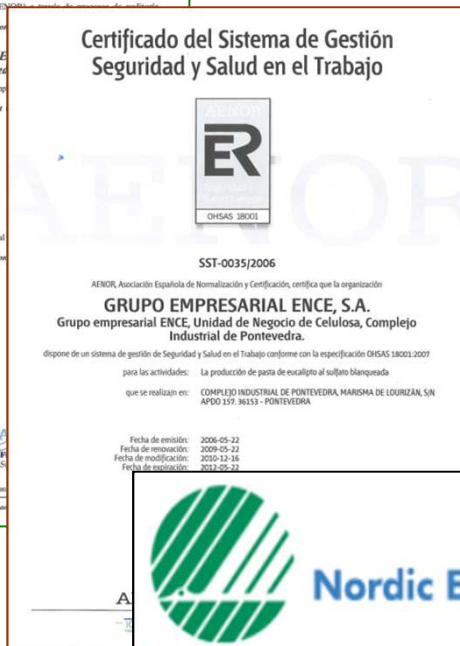 Certificado del Sistema de Gestión
Seguridad y Salud en el Trabajo
AENOR
ER
OHSAS 18001
SST-0035/2006
AENOR, Asociación Española de Normalización y Certificación, certifica que la organización
GRUPO EMPRESARIAL ENCE, S.A.
Grupo empresarial ENCE, Unidad de Negocio de Celulosa, Complejo
Industrial de Pontevedra.
dispone de un sistema de gestión de Seguridad y Salud en el Trabajo conforme con la especificación OHSAS 18001:2007
para las actividades: La producción de pasta de eucalipto al sulfato blanqueada
que se realiza/n en: COMPLEJO INDUSTRIAL DE PONTEVEDRA, MARISMA DE LOURIZÁN, S/N
APDO 157. 36153 - PONTEVEDRA
Fecha de emisión: 2006-05-22
Fecha de renovación: 2009-05-22
Fecha de modificación: 2010-12-16
Fecha de expiración: 2012-05-22
Nordic E